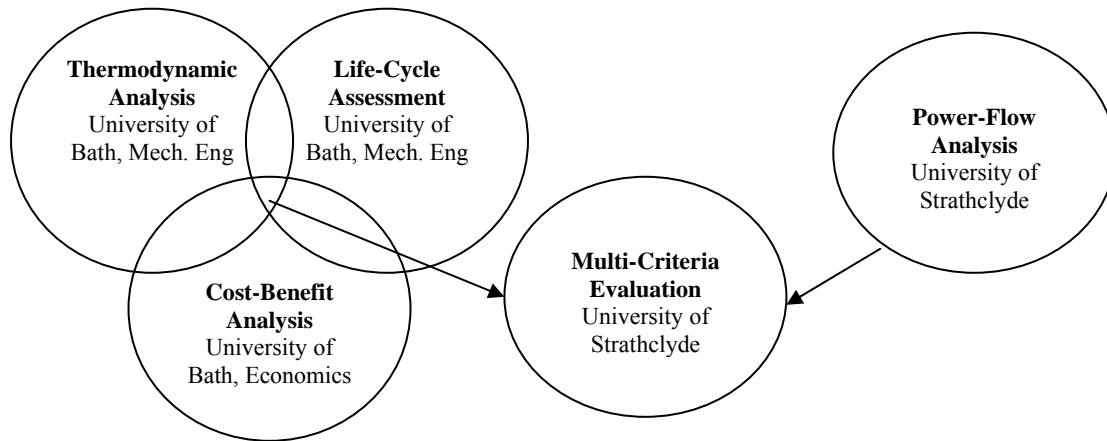 Thermodynamic
Analysis
University of
Bath, Mech. Eng
Life-Cycle
Assessment
University of
Bath, Mech. Eng
Power-Flow
Analysis
University of
Strathclyde
Cost-Benefit
Analysis
University of
Bath, Economics
Multi-Criteria
Evaluation
University of
Strathclyde